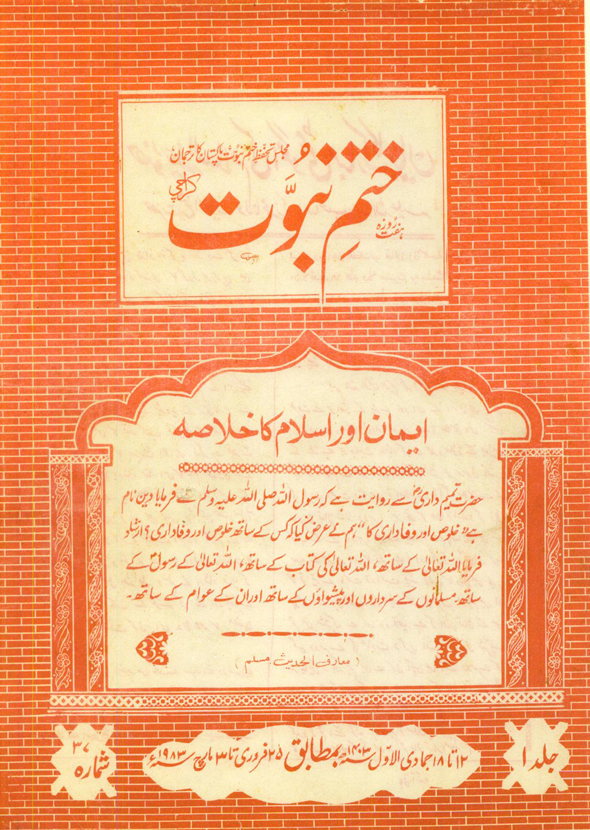 مجلس تحفظ ختم نبوت پاکستان کا ترجمان
ہفت روزہ
ختمِ نبوّت
کراچی
ایمان اور اسلام کا خلاصہ
حضرت تمیم داریؓ سے روایت ہے کہ رسول اللہ صلی اللہ علیہ وسلم نے فرمایا دین نام
ہے "خلوص اور وفاداری کا" ہم نے عرض کیا کہ کس کے ساتھ خلوص اور وفاداری؟ ارشاد
فرمایا اللہ تعالیٰ کے ساتھ، اللہ تعالیٰ کی کتاب کے ساتھ، اللہ تعالیٰ کے رسول کے
ساتھ۔ مسلمانوں کے سرداروں اور پیشیواؤں کے ساتھ اور ان کے عوام کے ساتھ۔
(معارف الحدیث، مسلم)
جلد ۱
۱۲ تا ۱۸ جمادی الاوّل ۱۴۰۳ھ بمطابق ۲۵ فروری تا ۳ مارچ ۱۹۸۳ء
شمارہ ۳۷